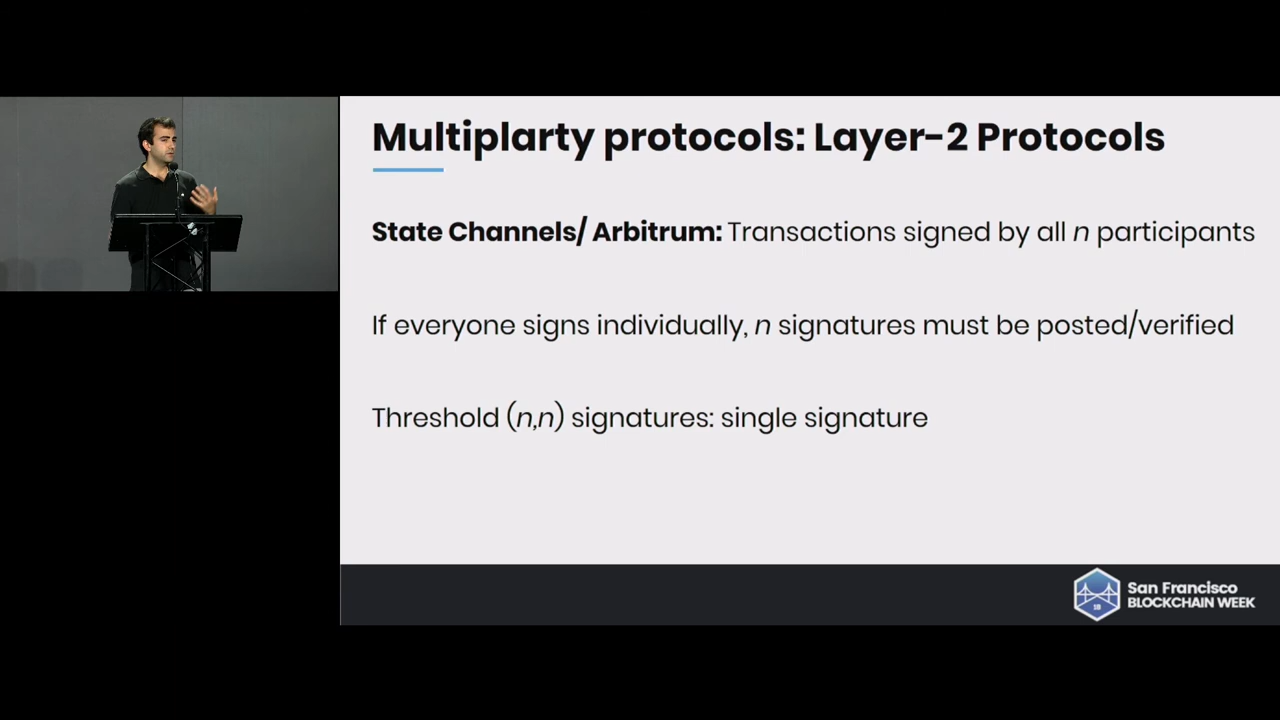 Multiplarty protocols: Layer-2 Protocols
State Channels/ Arbitrum: Transactions signed by all n participants
If everyone signs individually, n signatures must be posted/verified
Threshold (n,n) signatures: single signature
18
San Francisco
BLOCKCHAIN WEEK